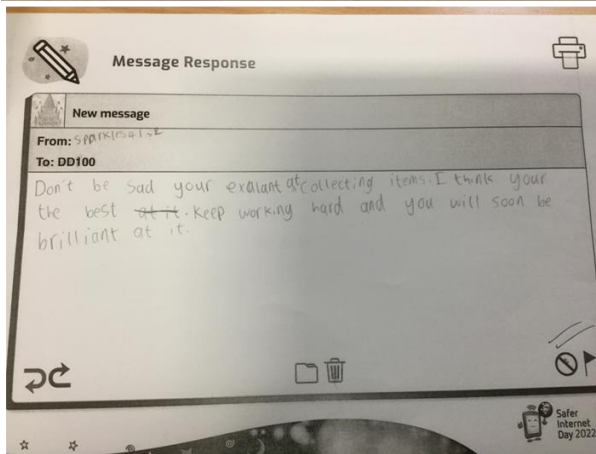 Message Response
New message
From:
To: DD100
Don't be sad your exalant at collecting items. I think your
the best at it. Keep working hard and you will soon be
brilliant at it.
Safer
Internet
Day 2022